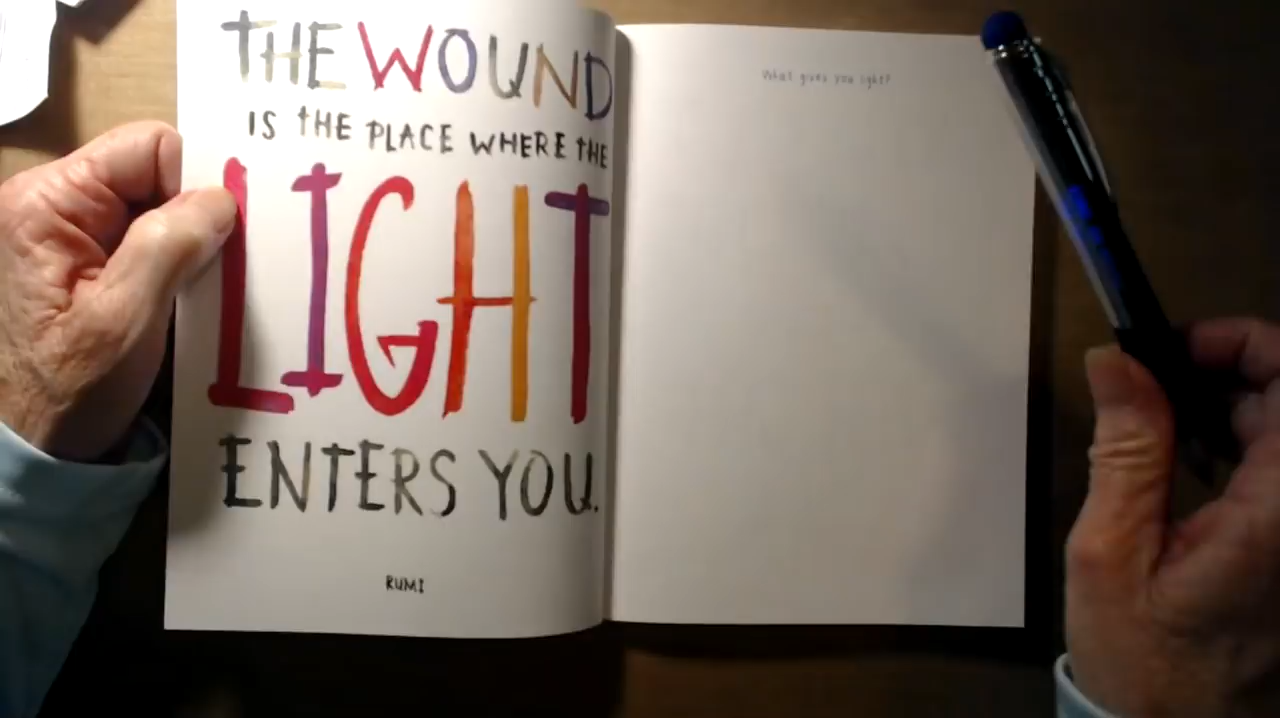 THE WOUND
IS THE PLACE WHERE THE
LIGHT
ENTERS YOU.
RUMI
What gives you light?